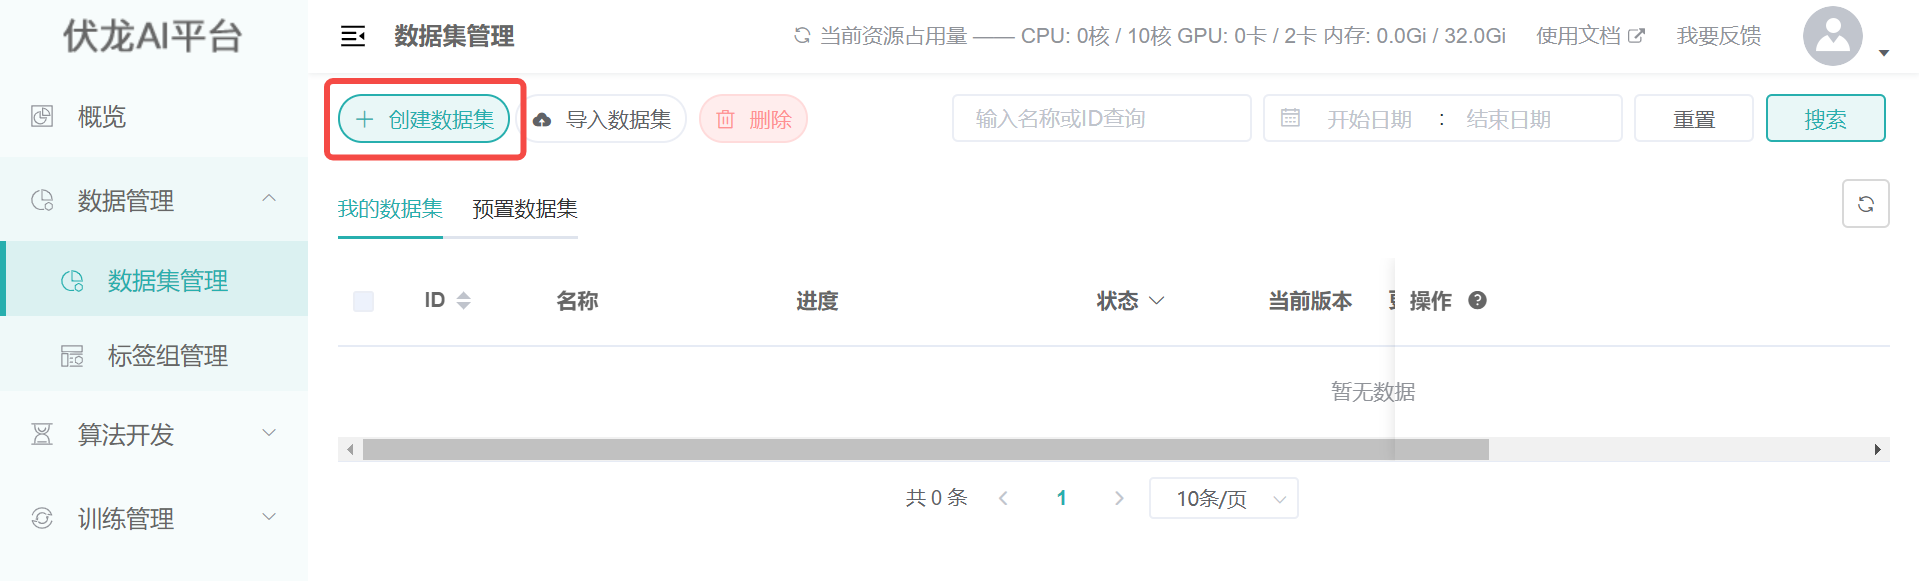 伏龙AI平台
数据集管理
当前资源占用量 —— CPU: 0核 / 10核 GPU: 0卡 / 2卡 内存: 0.0Gi / 32.0Gi
使用文档
我要反馈
概览
数据管理
数据集管理
标签组管理
算法开发
训练管理
创建数据集
导入数据集
删除
输入名称或ID查询
开始日期 : 结束日期
重置
搜索
我的数据集 预置数据集
ID 名称 进度 状态 当前版本 操作
暂无数据
共 0 条 1 10条/页